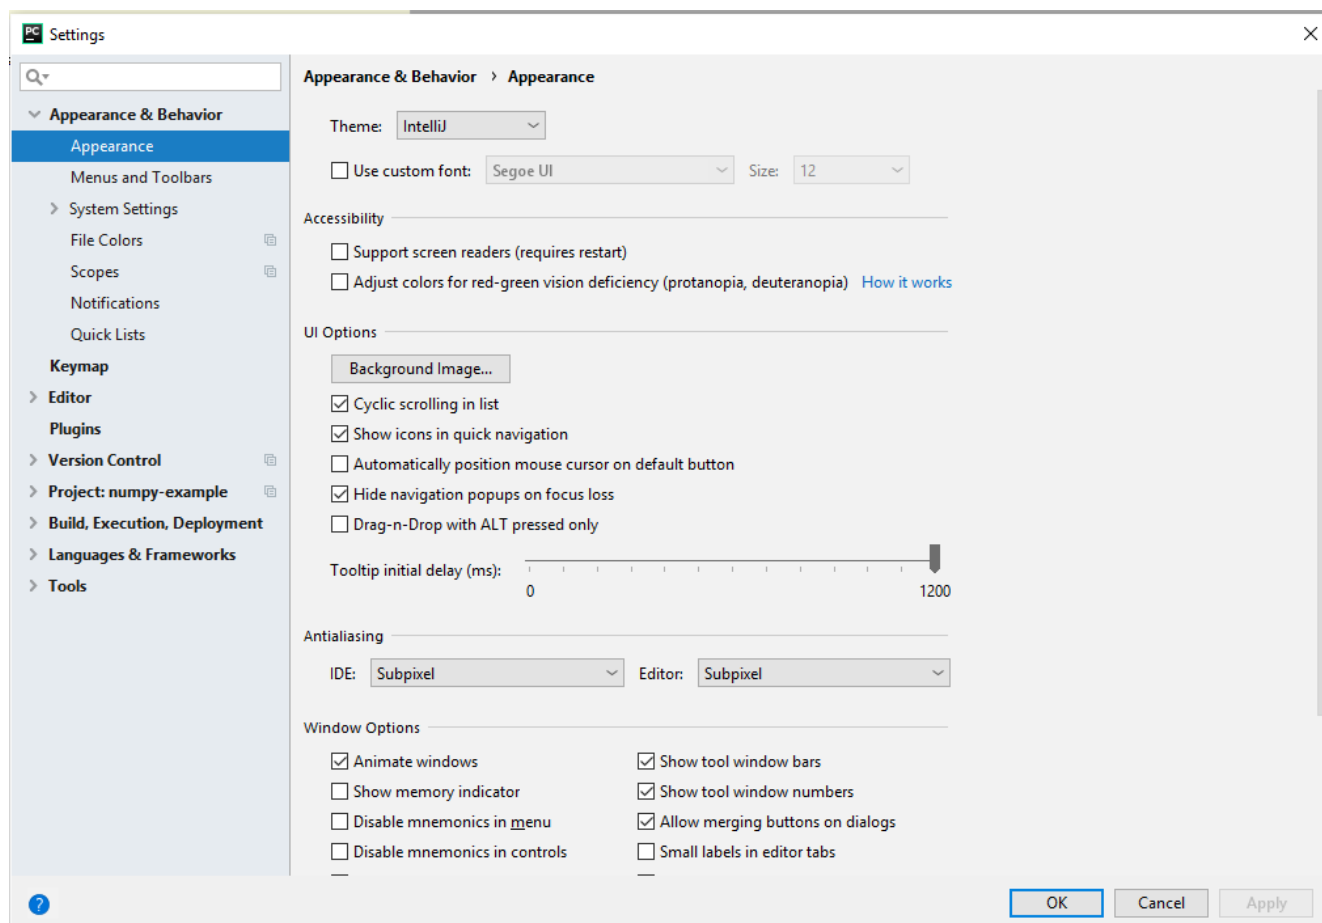 PC Settings
Appearance & Behavior
Appearance
Menus and Toolbars
System Settings
File Colors
Scopes
Notifications
Quick Lists
Keymap
Editor
Plugins
Version Control
Project: numpy-example
Build, Execution, Deployment
Languages & Frameworks
Tools
Appearance & Behavior › Appearance
Theme: IntelliJ
Use custom font: Segoe UI Size: 12
Accessibility
Support screen readers (requires restart)
Adjust colors for red-green vision deficiency (protanopia, deuteranopia) How it works
UI Options
Background Image...
Cyclic scrolling in list
Show icons in quick navigation
Automatically position mouse cursor on default button
Hide navigation popups on focus loss
Drag-n-Drop with ALT pressed only
Tooltip initial delay (ms):
0 1200
Antialiasing
IDE: Subpixel Editor: Subpixel
Window Options
Animate windows Show tool window bars
Show memory indicator Show tool window numbers
Disable mnemonics in menu Allow merging buttons on dialogs
Disable mnemonics in controls Small labels in editor tabs
? OK Cancel Apply